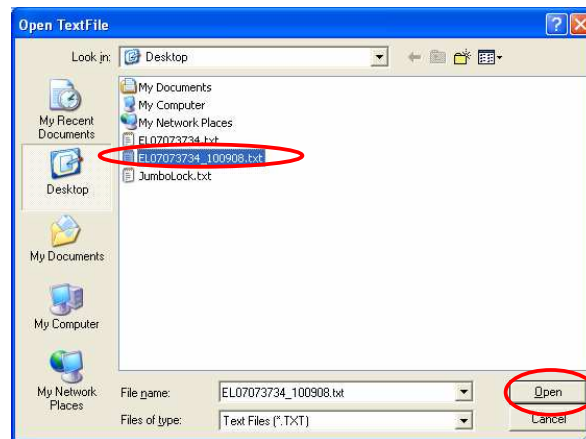 Open TextFile
Look in: Desktop
My Documents
My Computer
My Network Places
EL07073734.txt
EL07073734_100908.txt
JumboLock.txt
My Recent
Documents
Desktop
My Documents
My Computer
My Network
Places
File name: EL07073734_100908.txt Open
Files of type: Text Files (*.TXT) Cancel